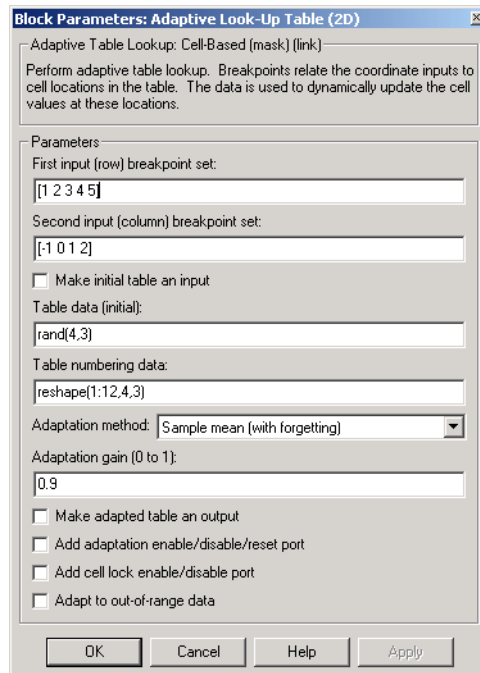 Block Parameters: Adaptive Look-Up Table (2D)
Adaptive Table Lookup: Cell-Based (mask) (link)
Perform adaptive table lookup. Breakpoints relate the coordinate inputs to
cell locations in the table. The data is used to dynamically update the cell
values at these locations.
Parameters
First input (row) breakpoint set:
[1 2 3 4 5]
Second input (column) breakpoint set:
[-1 0 1 2]
Make initial table an input
Table data (initial):
rand(4,3)
Table numbering data:
reshape(1:12,4,3)
Adaptation method: Sample mean (with forgetting)
Adaptation gain (0 to 1):
0.9
Make adapted table an output
Add adaptation enable/disable/reset port
Add cell lock enable/disable port
Adapt to out-of-range data
OK Cancel Help Apply